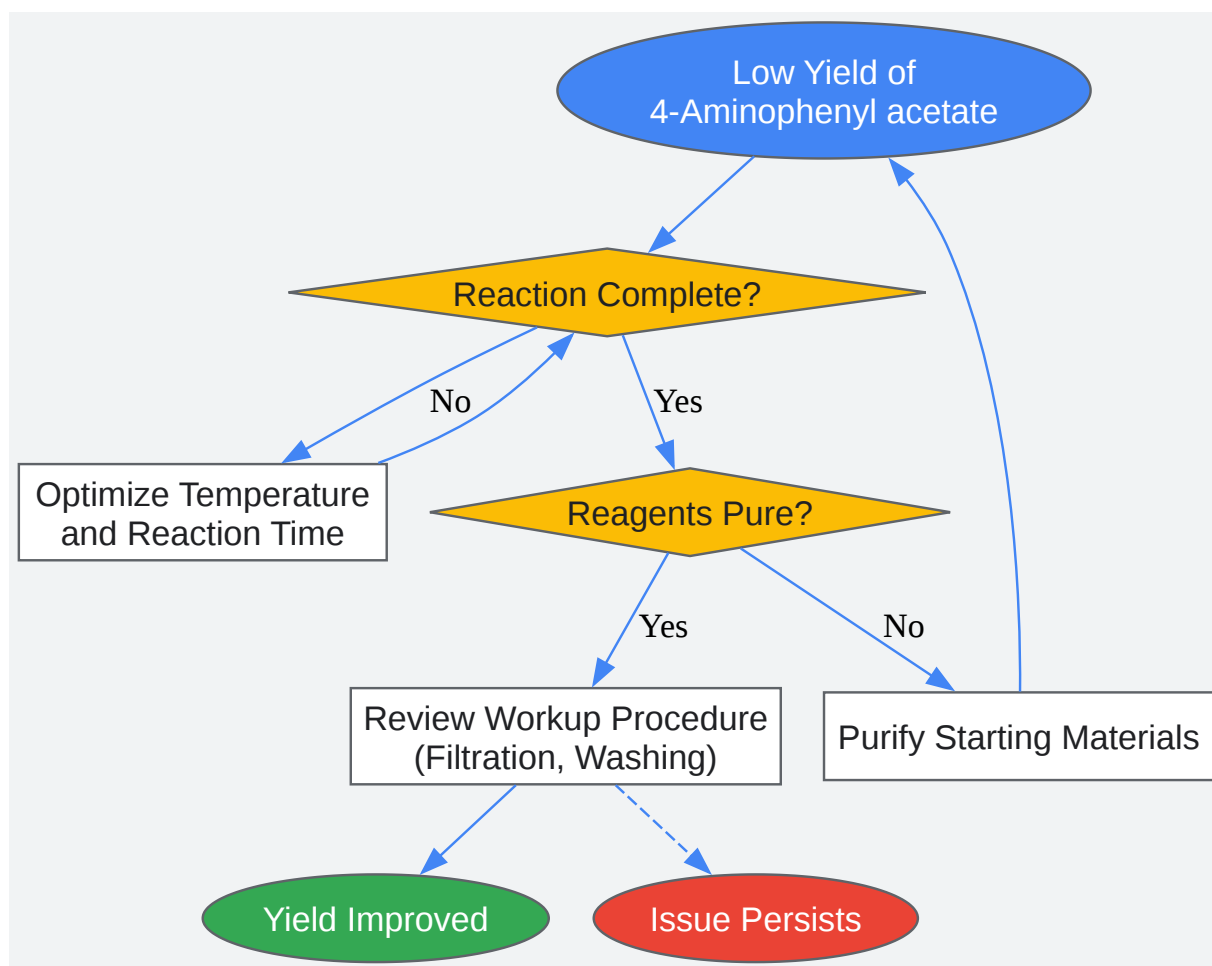 Low Yield of
4-Aminophenyl acetate
Reaction Complete?
No
Yes
Optimize Temperature
and Reaction Time
Reagents Pure?
Yes
No
Review Workup Procedure
(Filtration, Washing)
Purify Starting Materials
Yield Improved
Issue Persists